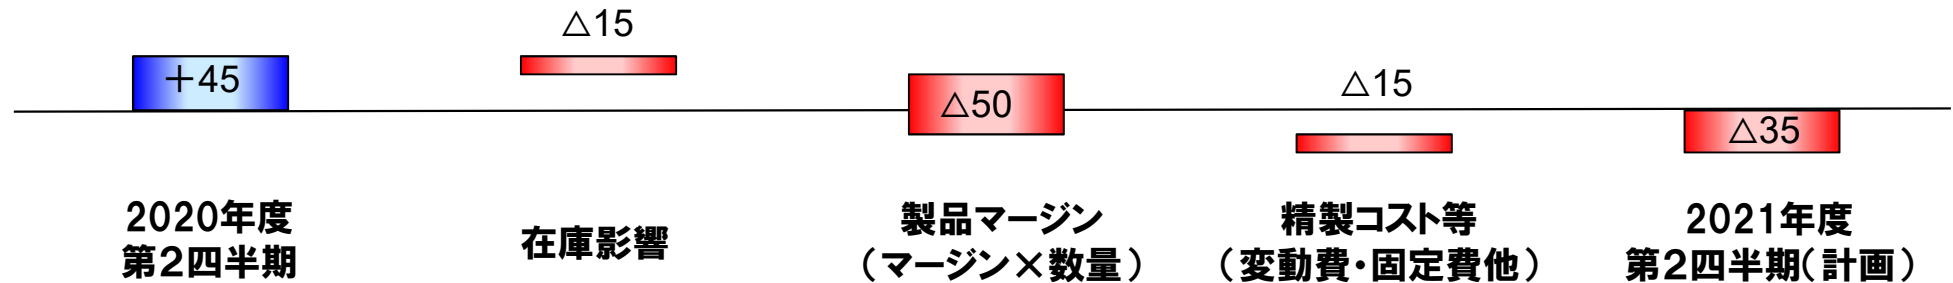 △15
＋45
△50
△15
△35
2020年度
第２四半期
在庫影響
製品マージン
（マージン×数量）
精製コスト等
（変動費・固定費他）
2021年度
第２四半期（計画）